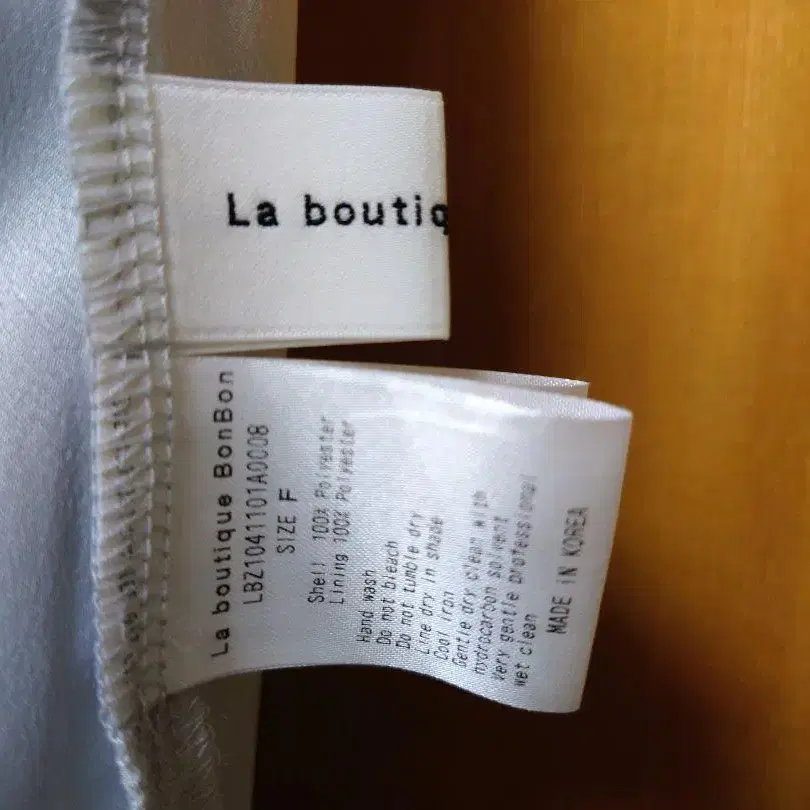 La boutiq
La boutique BonBon
LBZ1041101A0008
SIZE F
Shell 100% Polyester
Lining 100% Polyester
Hand wash
Do not bleach
Do not tumble dry
Line dry in shade
Cool iron
Gentle dry clean with
hydrocarbon solvent
Very gentle professional
wet clean
MADE IN KOREA